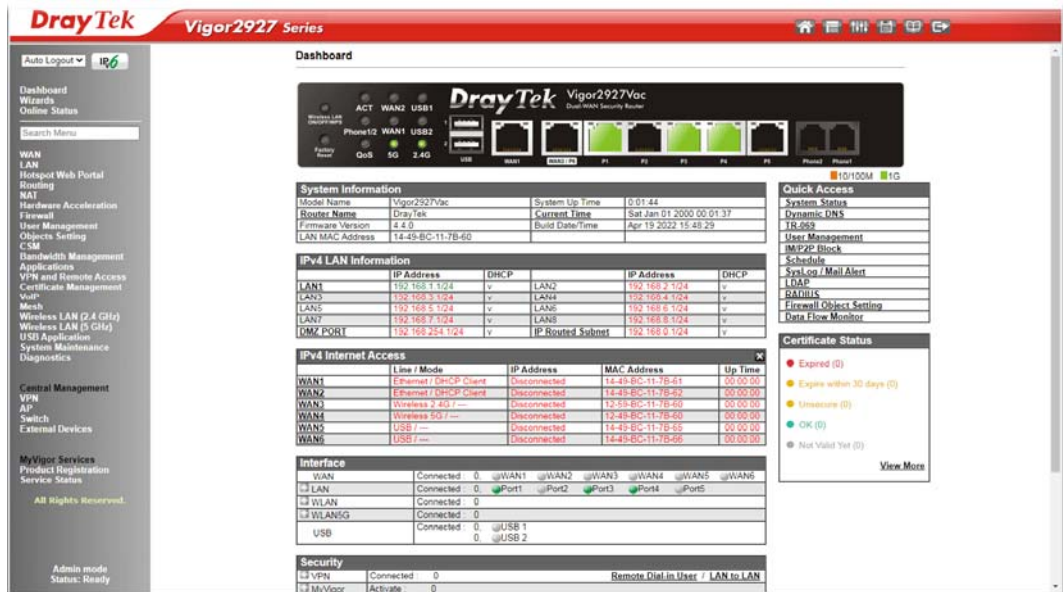 DrayTek Vigor2927 Series
Auto Logout IPv6
Dashboard
Wizards
Online Status
Search Menu
WAN
LAN
Hotspot Web Portal
Routing
NAT
Hardware Acceleration
Firewall
User Management
Objects Setting
CSM
Bandwidth Management
Applications
VPN and Remote Access
Certificate Management
VoIP
Mesh
Wireless LAN (2.4 GHz)
Wireless LAN (5 GHz)
USB Application
System Maintenance
Diagnostics
Central Management
VPN
AP
Switch
External Devices
MyVigor Services
Product Registration
Service Status
All Rights Reserved.
Admin mode
Status: Ready
Dashboard
DrayTek Vigor2927Vac
Dual-WAN Security Router
Wireless LAN ON/OFF/WPS
ACT WAN2 USB1
Phone1/2 WAN1 USB2
Factory Reset
QoS 5G 2.4G
1
2
USB WAN1 WAN2 / P6 P1 P2 P3 P4 P5 Phone2 Phone1
10/100M 1G
System Information
Model Name Vigor2927Vac System Up Time 0:01:44
Router Name DrayTek Current Time Sat Jan 01 2000 00:01:37
Firmware Version 4.4.0 Build Date/Time Apr 19 2022 15:48:29
LAN MAC Address 14-49-BC-11-7B-60
IPv4 LAN Information
IP Address DHCP IP Address DHCP
LAN1 192.168.1.1/24 v LAN2 192.168.2.1/24 v
LAN3 192.168.3.1/24 v LAN4 192.168.4.1/24 v
LAN5 192.168.5.1/24 v LAN6 192.168.6.1/24 v
LAN7 192.168.7.1/24 v LAN8 192.168.8.1/24 v
DMZ PORT 192.168.254.1/24 v IP Routed Subnet 192.168.0.1/24 v
IPv4 Internet Access
Line / Mode IP Address MAC Address Up Time
WAN1 Ethernet / DHCP Client Disconnected 14-49-BC-11-7B-61 00:00:00
WAN2 Ethernet / DHCP Client Disconnected 14-49-BC-11-7B-62 00:00:00
WAN3 Wireless 2.4G / --- Disconnected 12-59-BC-11-7B-60 00:00:00
WAN4 Wireless 5G / --- Disconnected 12-49-BC-11-7B-60 00:00:00
WAN5 USB / --- Disconnected 14-49-BC-11-7B-65 00:00:00
WAN6 USB / --- Disconnected 14-49-BC-11-7B-66 00:00:00
Interface
WAN Connected : 0, WAN1 WAN2 WAN3 WAN4 WAN5 WAN6
LAN Connected : 0, Port1 Port2 Port3 Port4 Port5
WLAN Connected : 0
WLAN5G Connected : 0
USB Connected : 0, USB 1
0, USB 2
Security
VPN Connected : 0 Remote Dial-in User / LAN to LAN
MyVigor Activate : 0
Quick Access
System Status
Dynamic DNS
TR-069
User Management
IM/P2P Block
Schedule
SysLog / Mail Alert
LDAP
RADIUS
Firewall Object Setting
Data Flow Monitor
Certificate Status
Expired (0)
Expire within 30 days (0)
Unsecure (0)
OK (0)
Not Valid Yet (0)
View More